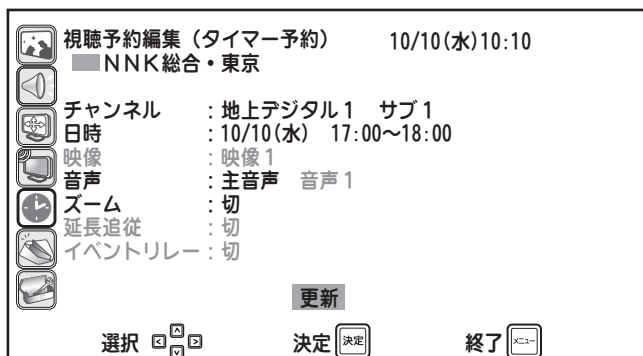 視聴予約編集（タイマー予約） 10/10(水)10:10
NNK総合・東京
チャンネル ：地上デジタル1 サブ1
日時 ：10/10(水) 17:00～18:00
映像 ：映像1
音声 ：主音声 音声1
ズーム ：切
延長追従 ：切
イベントリレー：切
更新
選択 決定 決定 終了 メニュー